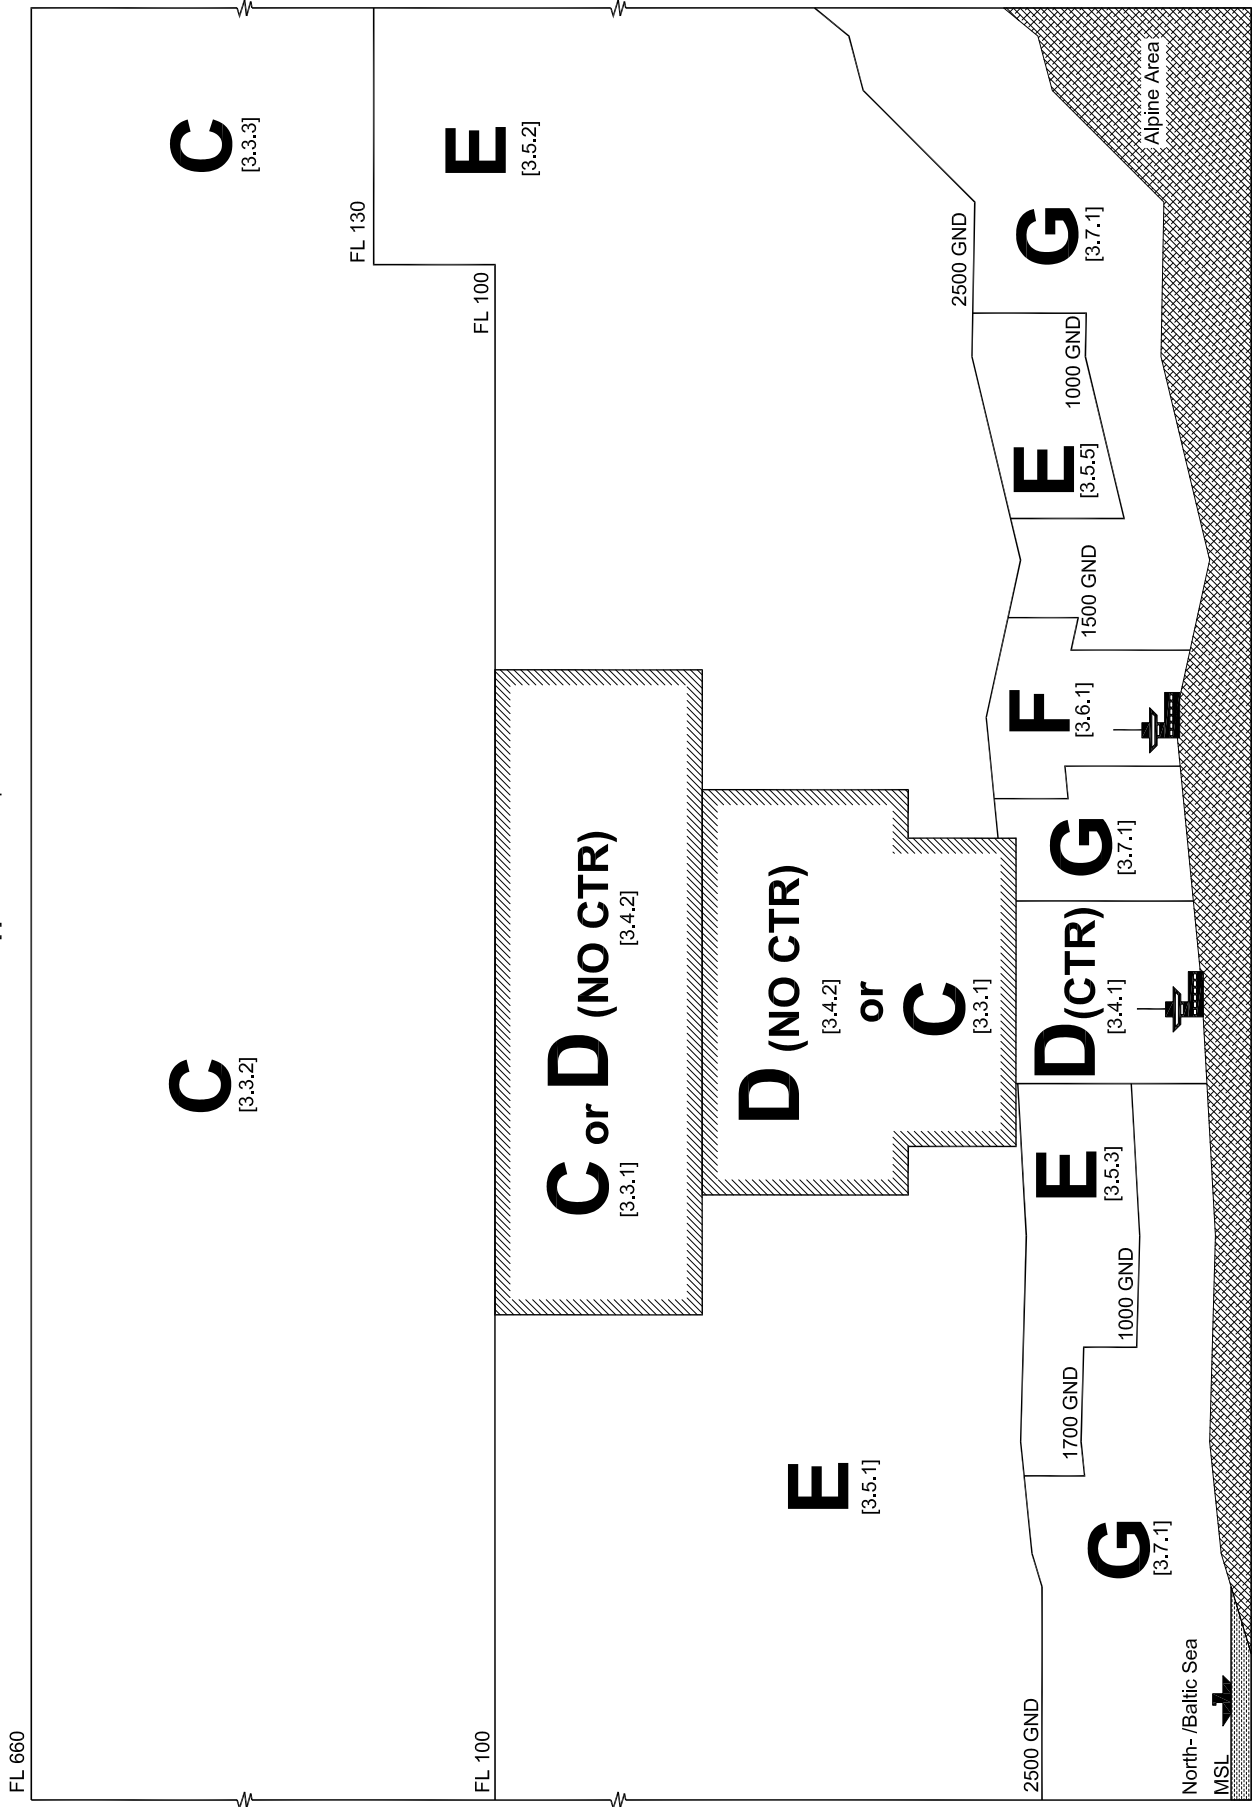 FL 660
C
[3.3.2]
C
[3.3.3]
FL 130
FL 100
FL 100
E
[3.5.2]
C or D (NO CTR)
[3.3.1] [3.4.2]
E
[3.5.1]
D (NO CTR)
[3.4.2]
or
C
[3.3.1]
2500 GND
2500 GND
G
[3.7.1]
1700 GND
1000 GND
E
[3.5.3]
D (CTR)
[3.4.1]
G
[3.7.1]
F
[3.6.1]
1500 GND
E
[3.5.5]
1000 GND
G
[3.7.1]
Alpine Area
North- /Baltic Sea
MSL